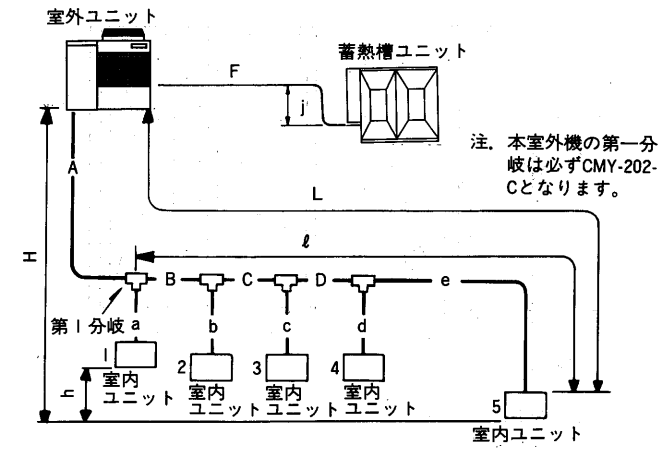 室外ユニット
蓄熱槽ユニット
F
j
注. 本室外機の第一分
岐は必ずCMY-202-
Cとなります。
A
L
H
ℓ
B
C
D
e
第1分岐
a
b
c
d
1
2
3
4
5
h
室内
ユニット
室内
ユニット
室内
ユニット
室内
ユニット
室内ユニット